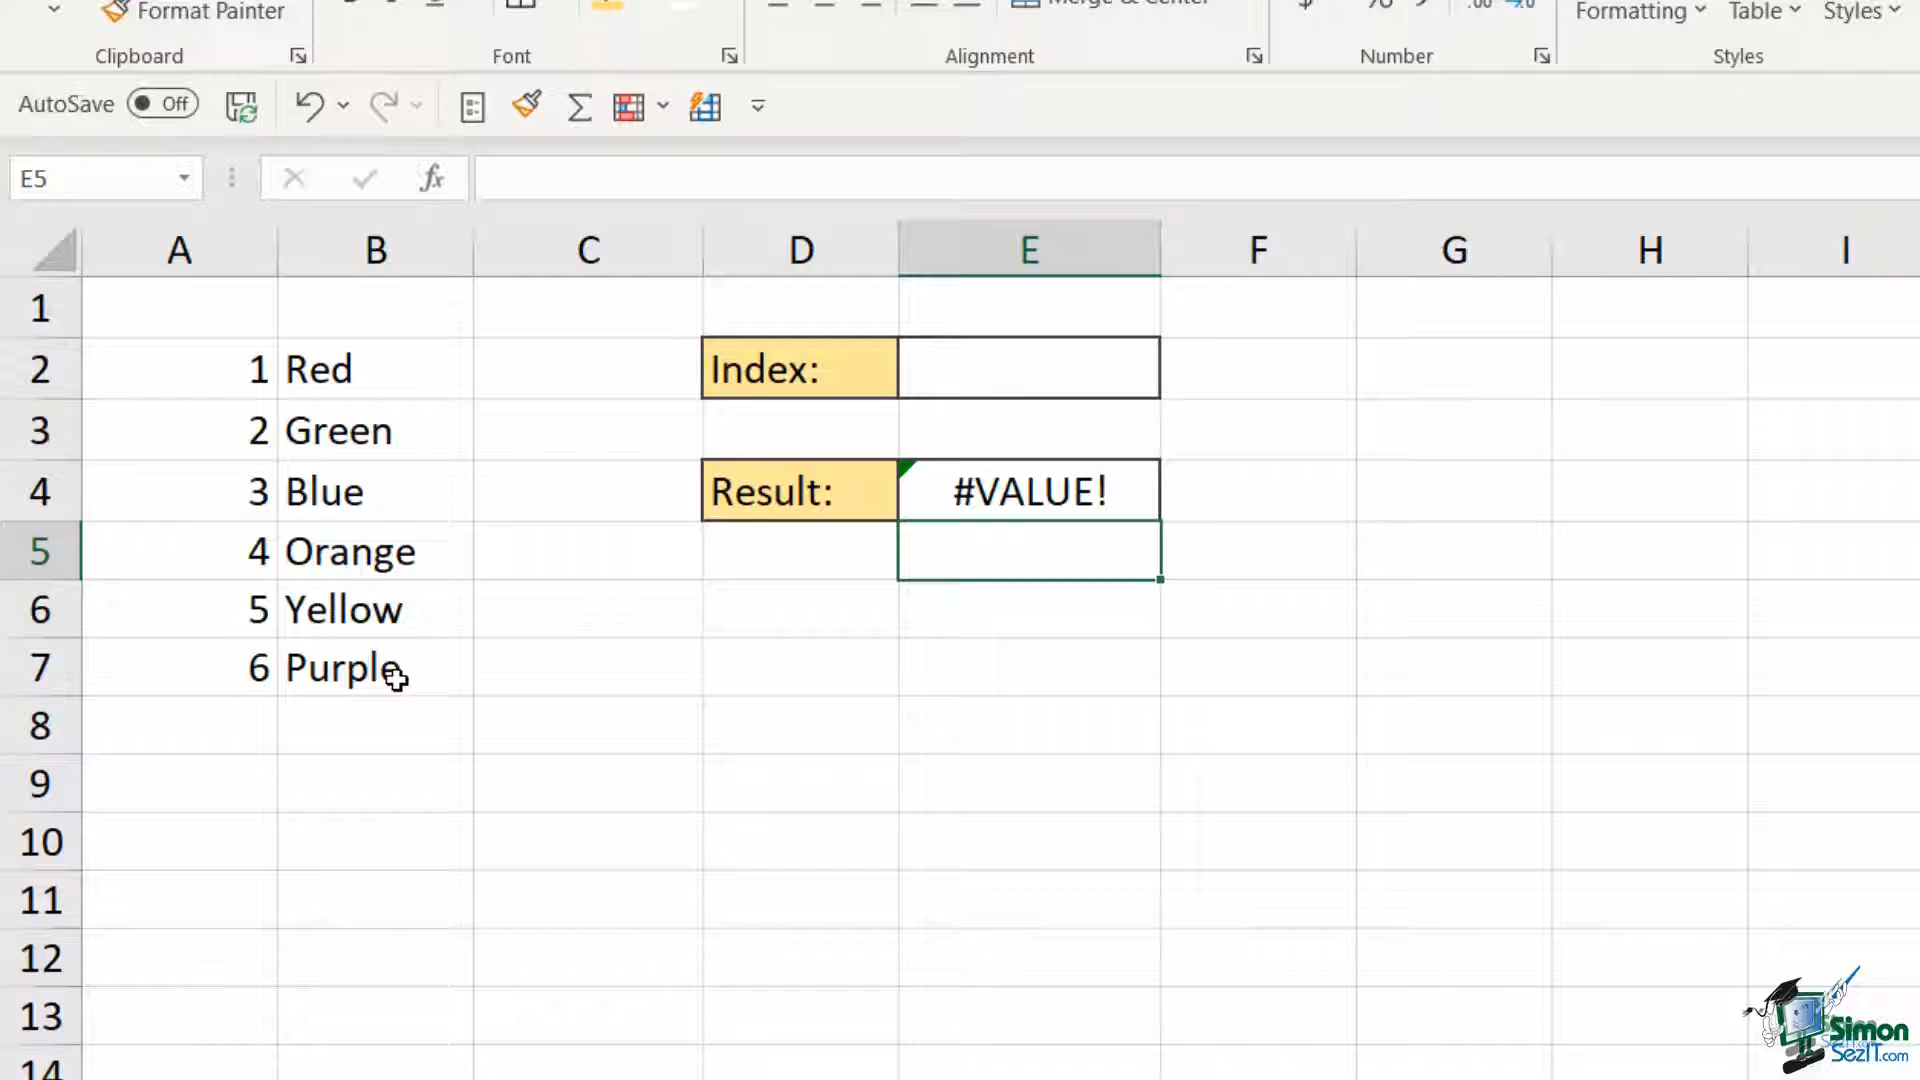 Format Painter
Merge & Center
Formatting
Table
Styles
Clipboard
Font
Alignment
Number
Styles
AutoSave
Off
E5
fx
A B C D E F G H I
1
2 1 Red Index:
3 2 Green
4 3 Blue Result: #VALUE!
5 4 Orange
6 5 Yellow
7 6 Purple
8
9
10
11
12
13
14
Simon
SezIT.com